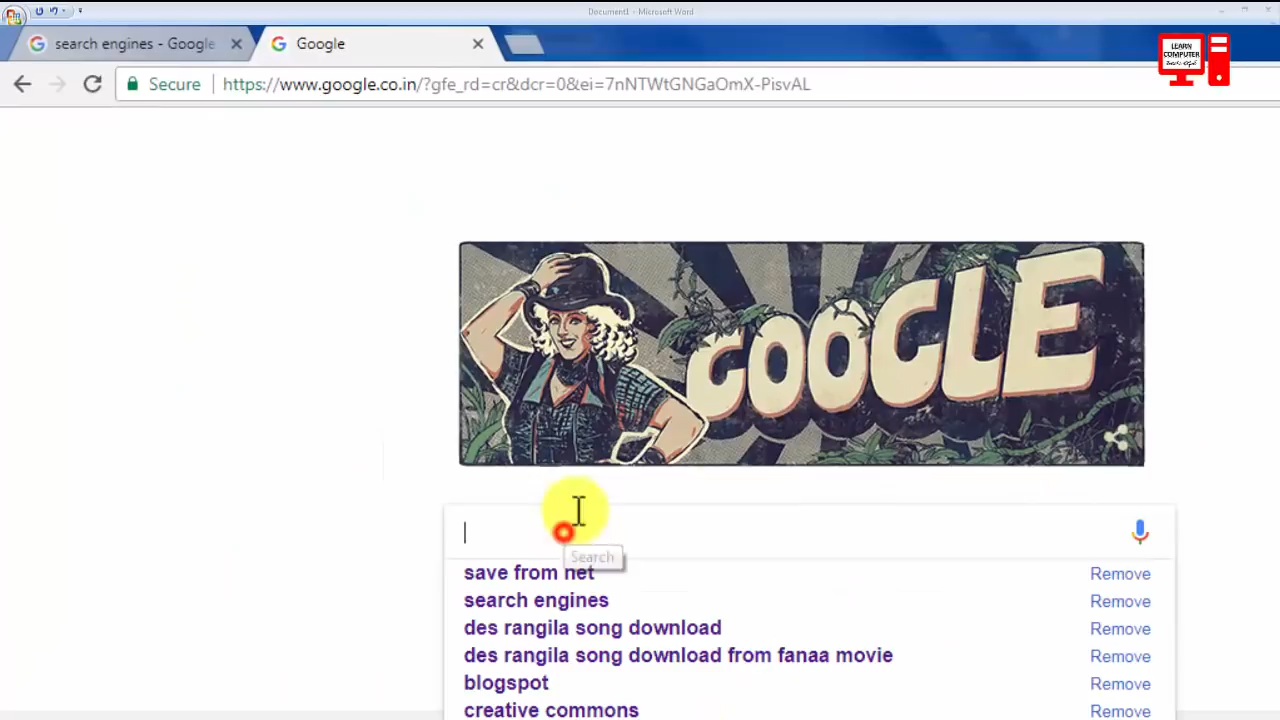 Document1 - Microsoft Word
search engines - Google
Google
LEARN
COMPUTER
Secure
https://www.google.co.in/?gfe_rd=cr&dcr=0&ei=7nNTWtGNGaOmX-PisvAL
GOOGLE
Search
save from net Remove
search engines Remove
des rangila song download Remove
des rangila song download from fanaa movie Remove
blogspot Remove
creative commons Remove